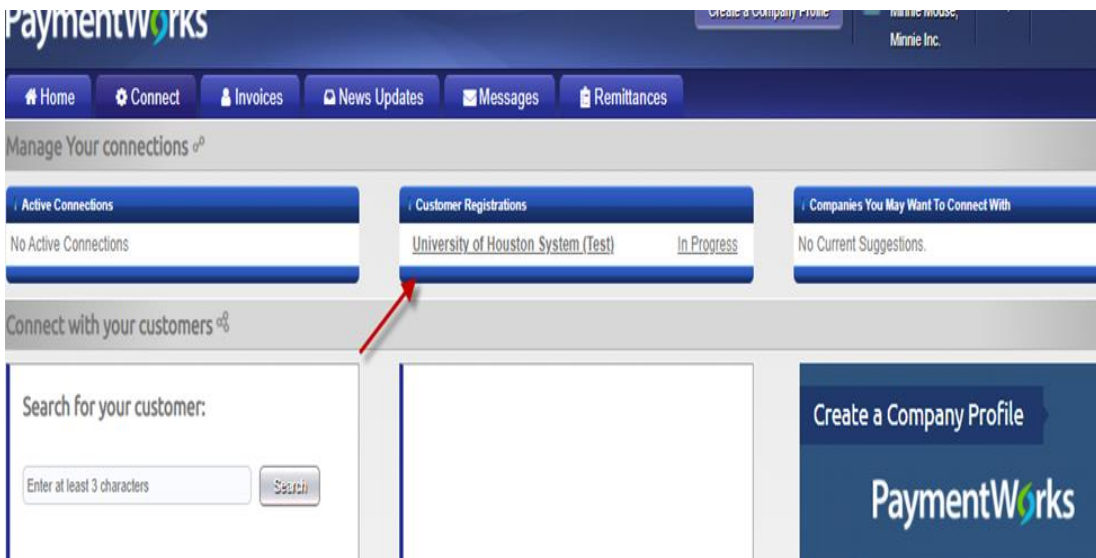 PaymentWorks
Create a Company Profile
Minnie Mouse,
Minnie Inc.
Home
Connect
Invoices
News Updates
Messages
Remittances
Manage Your connections
Active Connections
Customer Registrations
Companies You May Want To Connect With
No Active Connections
University of Houston System (Test)
In Progress
No Current Suggestions.
Connect with your customers
Search for your customer:
Enter at least 3 characters
Search
Create a Company Profile
PaymentWorks